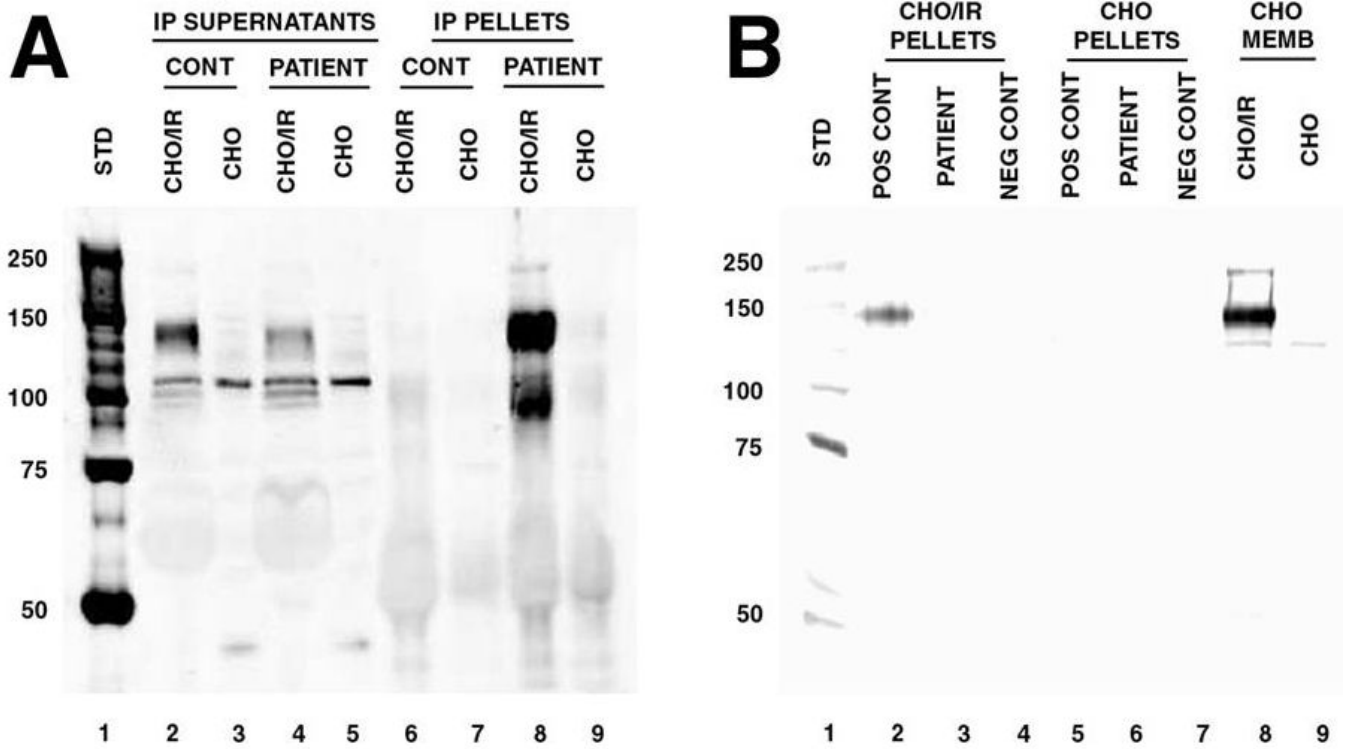 A
IP SUPERNATANTS IP PELLETS
CONT PATIENT CONT PATIENT
STD CHO/IR CHO CHO/IR CHO CHO/IR CHO CHO/IR CHO
250
150
100
75
50
1 2 3 4 5 6 7 8 9
B
CHO/IR PELLETS
CHO PELLETS
CHO MEMB
STD POS CONT PATIENT NEG CONT POS CONT PATIENT NEG CONT CHO/IR CHO
250
150
100
75
50
1 2 3 4 5 6 7 8 9